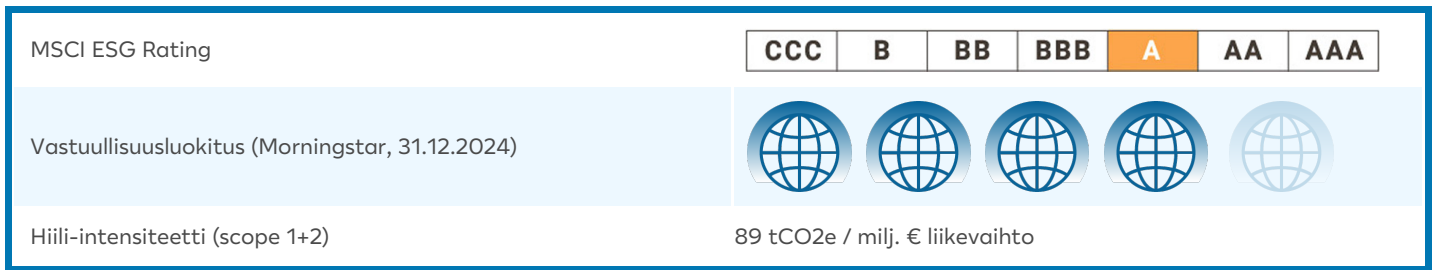 MSCI ESG Rating CCC B BB BBB A AA AAA
Vastuullisuusluokitus (Morningstar, 31.12.2024)
Hiili-intensiteetti (scope 1+2) 89 tCO2e / milj. € liikevaihto